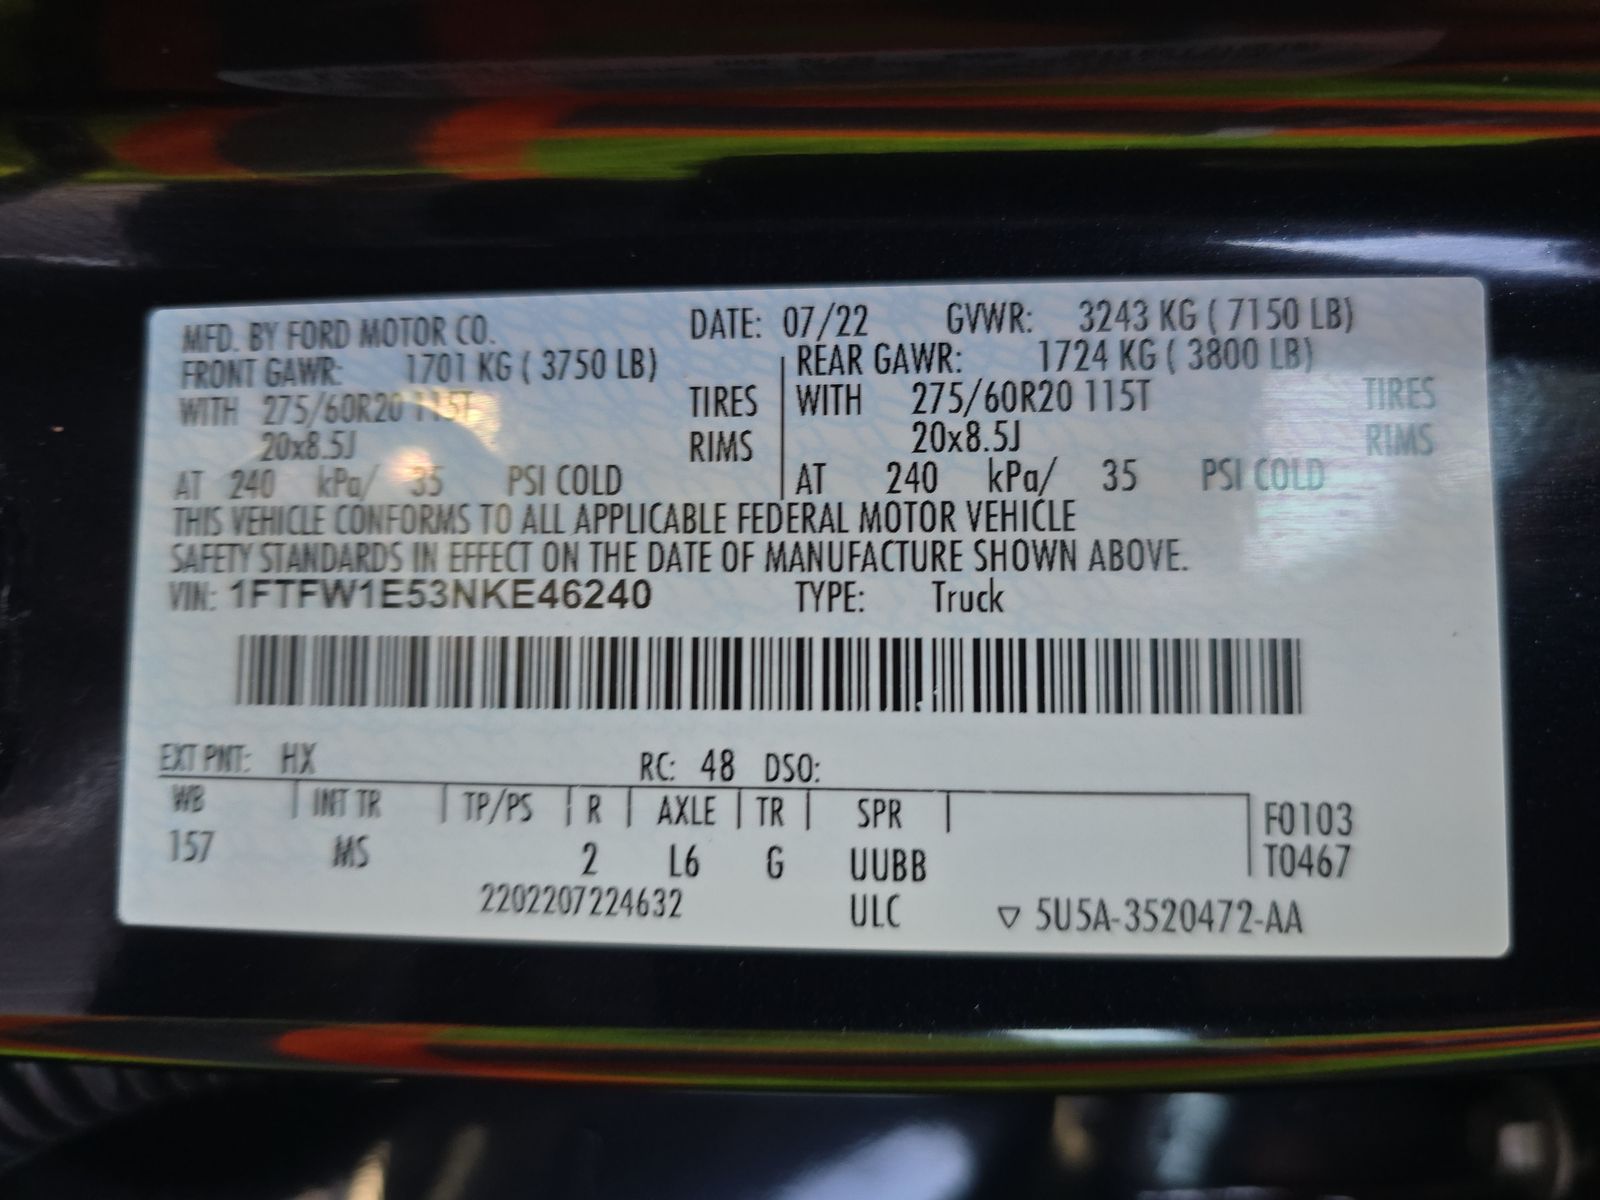 MFD. BY FORD MOTOR CO. DATE: 07/22 GVWR: 3243 KG ( 7150 LB)
FRONT GAWR: 1701 KG ( 3750 LB) REAR GAWR: 1724 KG ( 3800 LB)
WITH 275/60R20 115T TIRES WITH 275/60R20 115T TIRES
20x8.5J RIMS 20x8.5J RIMS
AT 240 kPa/ 35 PSI COLD AT 240 kPa/ 35 PSI COLD
THIS VEHICLE CONFORMS TO ALL APPLICABLE FEDERAL MOTOR VEHICLE
SAFETY STANDARDS IN EFFECT ON THE DATE OF MANUFACTURE SHOWN ABOVE.
VIN: 1FTFW1E53NKE46240 TYPE: Truck
EXT PNT: HX RC: 48 DSO:
WB INT TR TP/PS R AXLE TR SPR F0103
157 MS 2 L6 G UUBB T0467
2202207224632 ULC ▽ 5U5A-3520472-AA